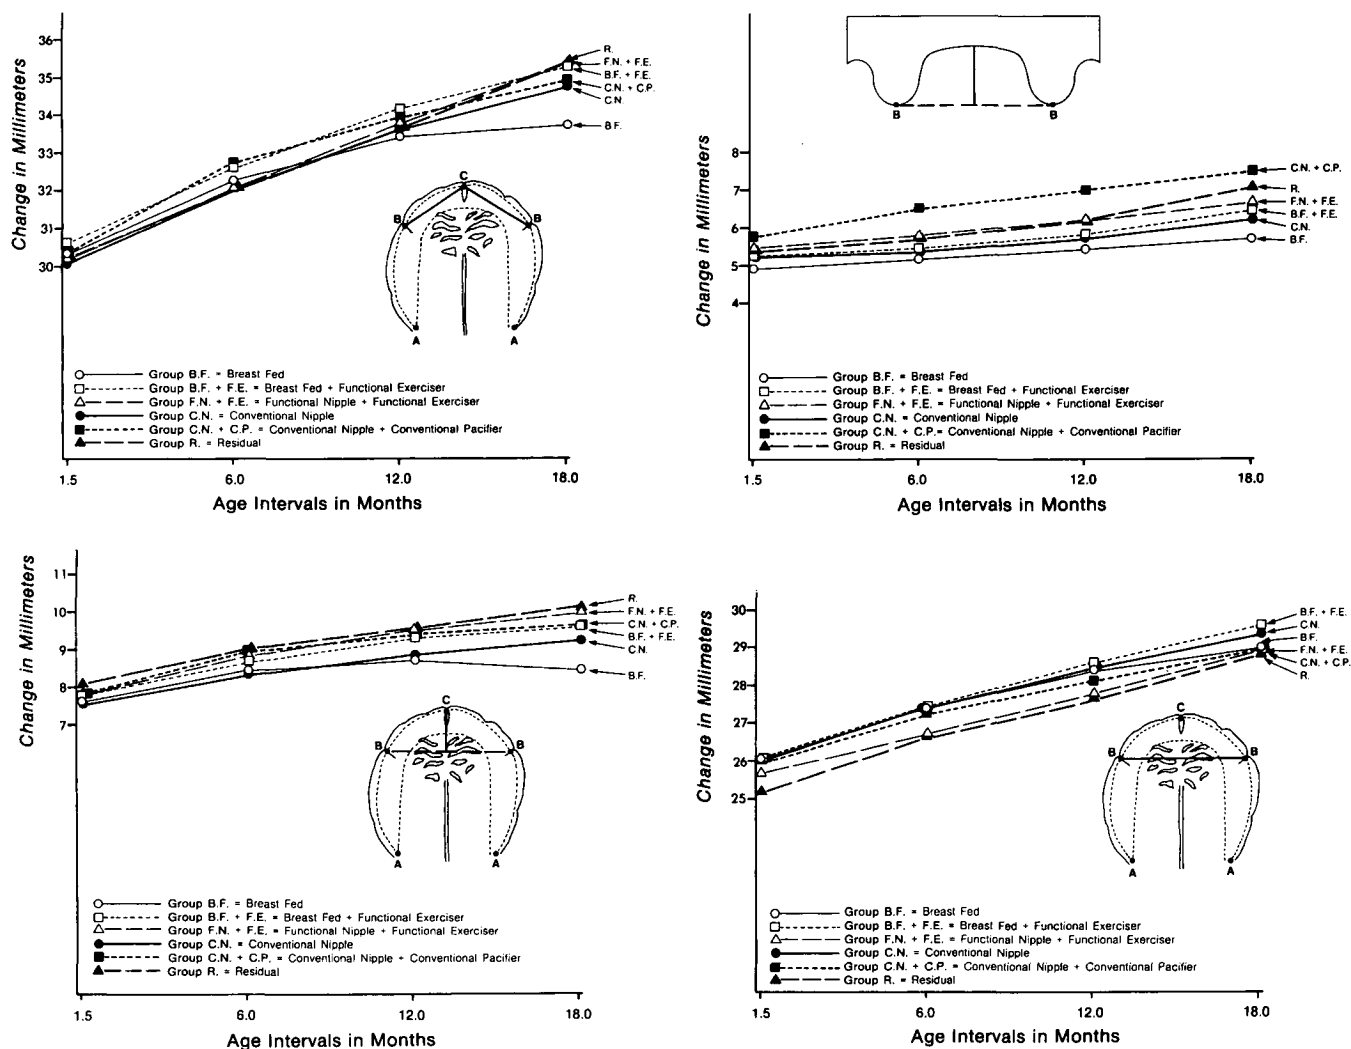 Change in Millimeters
36
35
34
33
32
31
30
R.
F.N. + F.E.
B.F. + F.E.
C.N. + C.P.
C.N.
B.F.
C
B
B
A
A
Group B.F. = Breast Fed
Group B.F. + F.E. = Breast Fed + Functional Exerciser
Group F.N. + F.E. = Functional Nipple + Functional Exerciser
Group C.N. = Conventional Nipple
Group C.N. + C.P. = Conventional Nipple + Conventional Pacifier
Group R. = Residual
1.5 6.0 12.0 18.0
Age Intervals in Months
B B
Change in Millimeters
8
7
6
5
4
C.N. + C.P.
R.
F.N. + F.E.
B.F. + F.E.
C.N.
B.F.
Group B.F. = Breast Fed
Group B.F. + F.E. = Breast Fed + Functional Exerciser
Group F.N. + F.E. = Functional Nipple + Functional Exerciser
Group C.N. = Conventional Nipple
Group C.N. + C.P. = Conventional Nipple + Conventional Pacifier
Group R. = Residual
1.5 6.0 12.0 18.0
Age Intervals in Months
Change in Millimeters
11
10
9
8
7
R.
F.N. + F.E.
C.N. + C.P.
B.F. + F.E.
C.N.
B.F.
C
B
B
A
A
Group B.F. = Breast Fed
Group B.F. + F.E. = Breast Fed + Functional Exerciser
Group F.N. + F.E. = Functional Nipple + Functional Exerciser
Group C.N. = Conventional Nipple
Group C.N. + C.P. = Conventional Nipple + Conventional Pacifier
Group R. = Residual
1.5 6.0 12.0 18.0
Age Intervals in Months
Change in Millimeters
30
29
28
27
26
25
B.F. + F.E.
C.N.
B.F.
F.N. + F.E.
C.N. + C.P.
R.
C
B
B
A
A
Group B.F. = Breast Fed
Group B.F. + F.E. = Breast Fed + Functional Exerciser
Group F.N. + F.E. = Functional Nipple + Functional Exerciser
Group C.N. = Conventional Nipple
Group C.N. + C.P. = Conventional Nipple + Conventional Pacifier
Group R. = Residual
1.5 6.0 12.0 18.0
Age Intervals in Months